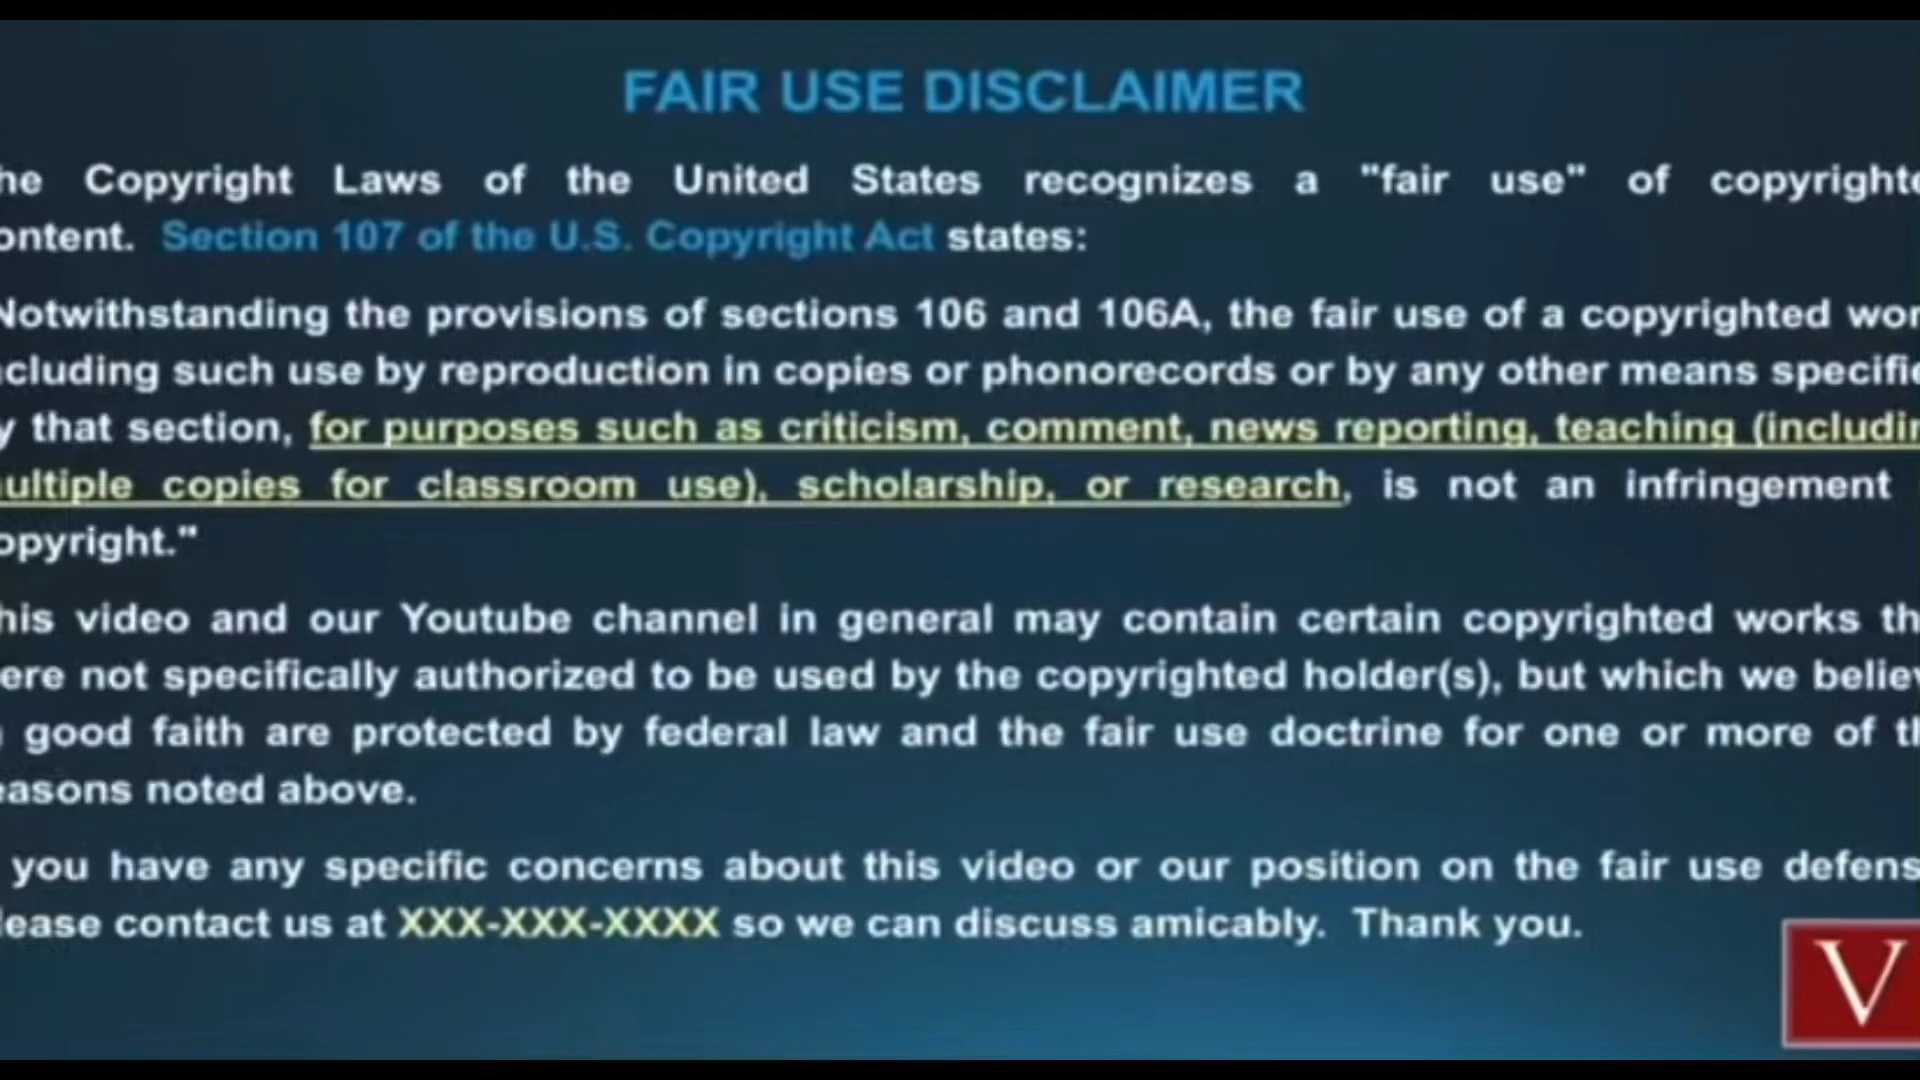 FAIR USE DISCLAIMER
he Copyright Laws of the United States recognizes a "fair use" of copyrighte
ontent. Section 107 of the U.S. Copyright Act states:
Notwithstanding the provisions of sections 106 and 106A, the fair use of a copyrighted wor
cluding such use by reproduction in copies or phonorecords or by any other means specifie
y that section, for purposes such as criticism, comment, news reporting, teaching (includin
ultiple copies for classroom use), scholarship, or research, is not an infringement
opyright."
his video and our Youtube channel in general may contain certain copyrighted works th
ere not specifically authorized to be used by the copyrighted holder(s), but which we believ
good faith are protected by federal law and the fair use doctrine for one or more of th
easons noted above.
you have any specific concerns about this video or our position on the fair use defens
lease contact us at XXX-XXX-XXXX so we can discuss amicably. Thank you.
V